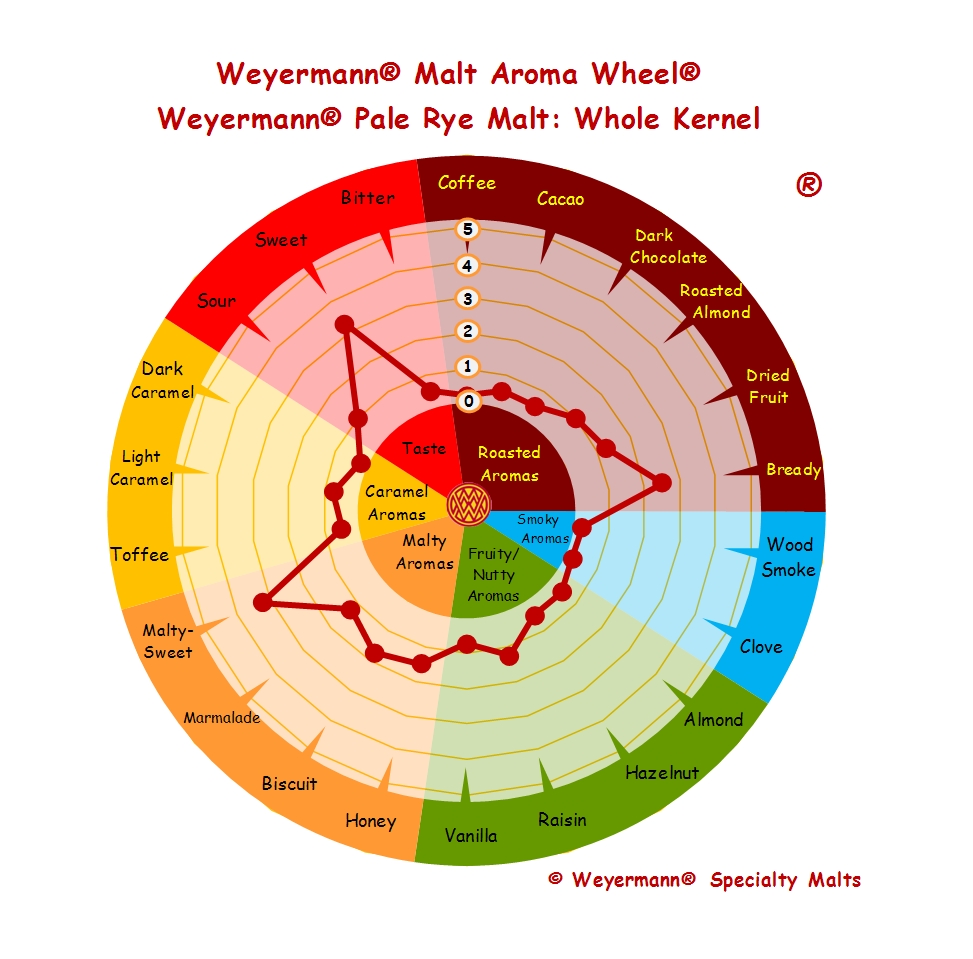 Weyermann® Malt Aroma Wheel®
Weyermann® Pale Rye Malt: Whole Kernel
®
Coffee
Cacao
Dark
Chocolate
Roasted
Almond
Dried
Fruit
Bready
Wood
Smoke
Clove
Almond
Hazelnut
Raisin
Vanilla
Honey
Biscuit
Marmalade
Malty-
Sweet
Toffee
Light
Caramel
Dark
Caramel
Sour
Sweet
Bitter
5
4
3
2
1
0
Taste
Roasted
Aromas
Caramel
Aromas
Smoky
Aromas
Malty
Aromas
Fruity/
Nutty
Aromas
© Weyermann® Specialty Malts